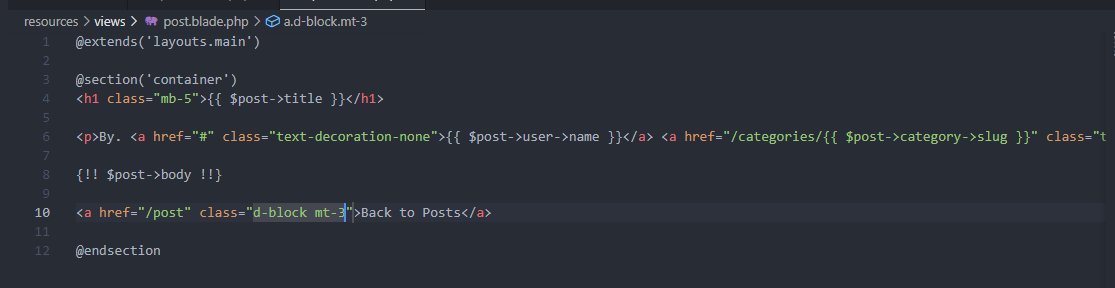 resources > views > post.blade.php > a.d-block.mt-3
1 @extends('layouts.main')
2
3 @section('container')
4 <h1 class="mb-5">{{ $post->title }}</h1>
5
6 <p>By. <a href="#" class="text-decoration-none">{{ $post->user->name }}</a> <a href="/categories/{{ $post->category->slug }}" class="t
7
8 {!! $post->body !!}
9
10 <a href="/post" class="d-block mt-3">Back to Posts</a>
11
12 @endsection